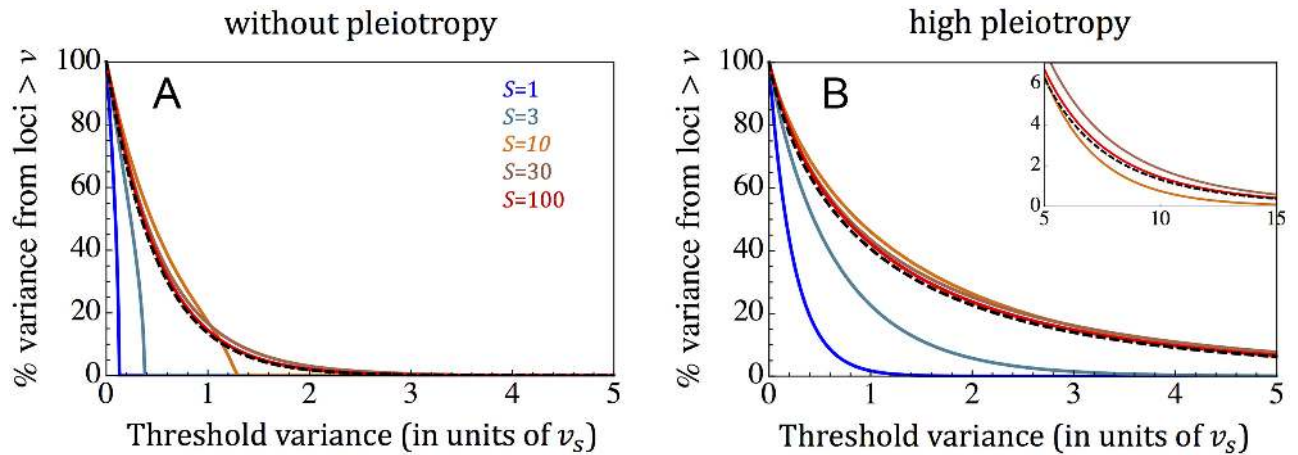 without pleiotropy
high pleiotropy
% variance from loci > v
100
80
60
40
20
0
A
S=1
S=3
S=10
S=30
S=100
0 1 2 3 4 5
Threshold variance (in units of vₛ)
% variance from loci > v
100
80
60
40
20
0
B
6
4
2
0
5 10 15
0 1 2 3 4 5
Threshold variance (in units of vₛ)